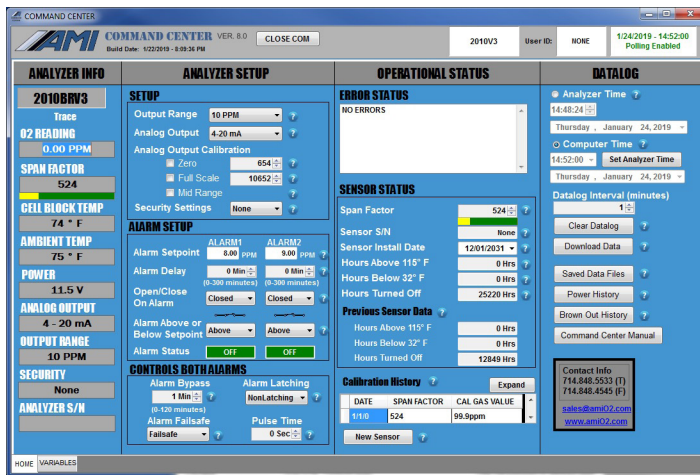 COMMAND CENTER
AMI
COMMAND CENTER VER. 8.0
Build Date: 1/22/2019 - 8:09:36 PM
CLOSE COM
2010V3
User ID:
NONE
1/24/2019 - 14:52:00
Polling Enabled
ANALYZER INFO
2010BRV3
Trace
O2 READING
0.00 PPM
SPAN FACTOR
524
CELL BLOCK TEMP
74 ° F
AMBIENT TEMP
75 ° F
POWER
11.5 V
ANALOG OUTPUT
4 - 20 mA
OUTPUT RANGE
10 PPM
SECURITY
None
ANALYZER S/N
ANALYZER SETUP
SETUP
Output Range 10 PPM ?
Analog Output 4-20 mA ?
Analog Output Calibration
Zero 654 ?
Full Scale 10652 ?
Mid Range ?
Security Settings None ?
ALARM SETUP
ALARM1 ALARM2
Alarm Setpoint 8.00 PPM 9.00 PPM ?
Alarm Delay 0 Min 0 Min ?
(0-300 minutes) (0-300 minutes)
Open/Close
On Alarm
Closed Closed ?
Alarm Above or
Below Setpoint
Above Above ?
Alarm Status OFF OFF
CONTROLS BOTH ALARMS
Alarm Bypass Alarm Latching
1 Min ? NonLatching ?
(0-120 minutes)
Alarm Failsafe Pulse Time
Failsafe ? 0 Sec ?
OPERATIONAL STATUS
ERROR STATUS
NO ERRORS
SENSOR STATUS
Span Factor 524 ?
Sensor S/N None ?
Sensor Install Date 12/01/2031 ?
Hours Above 115° F 0 Hrs ?
Hours Below 32° F 0 Hrs ?
Hours Turned Off 25220 Hrs ?
Previous Sensor Data ?
Hours Above 115° F 0 Hrs
Hours Below 32° F 0 Hrs
Hours Turned Off 12849 Hrs
Calibration History ? Expand
DATE SPAN FACTOR CAL GAS VALUE
1/1/0 524 99.9ppm
New Sensor ?
DATALOG
Analyzer Time ?
14:48:24
Thursday , January 24, 2019
Computer Time ?
14:52:00 Set Analyzer Time
Thursday , January 24, 2019
Datalog Interval (minutes)
1
Clear Datalog ?
Download Data ?
Saved Data Files ?
Power History ?
Brown Out History ?
Command Center Manual
Contact Info
714.848.5533 (T)
714.848.4545 (F)
sales@amiO2.com
www.amiO2.com
HOME VARIABLES